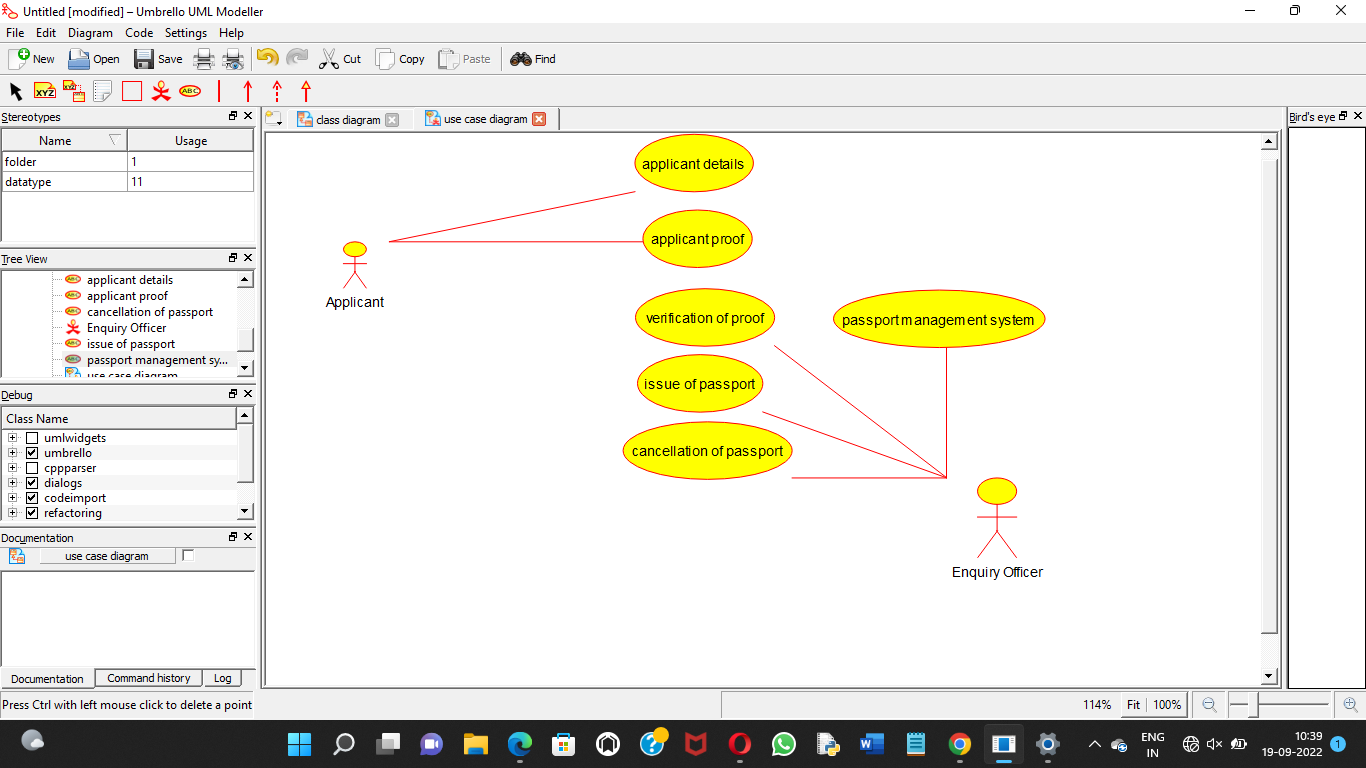 Untitled [modified] – Umbrello UML Modeller
File Edit Diagram Code Settings Help
New Open Save Cut Copy Paste Find
XYZ XYZ ABC
Stereotypes
Name Usage
folder 1
datatype 11
Tree View
applicant details
applicant proof
cancellation of passport
Enquiry Officer
issue of passport
passport management sy...
use case diagram
Debug
Class Name
umlwidgets
umbrello
cppparser
dialogs
codeimport
refactoring
Documentation
use case diagram
Documentation Command history Log
Press Ctrl with left mouse click to delete a point
class diagram use case diagram
applicant details
applicant proof
Applicant
verification of proof
passport management system
issue of passport
cancellation of passport
Enquiry Officer
Bird's eye
114% Fit 100%
ENG
IN
10:39
19-09-2022
1